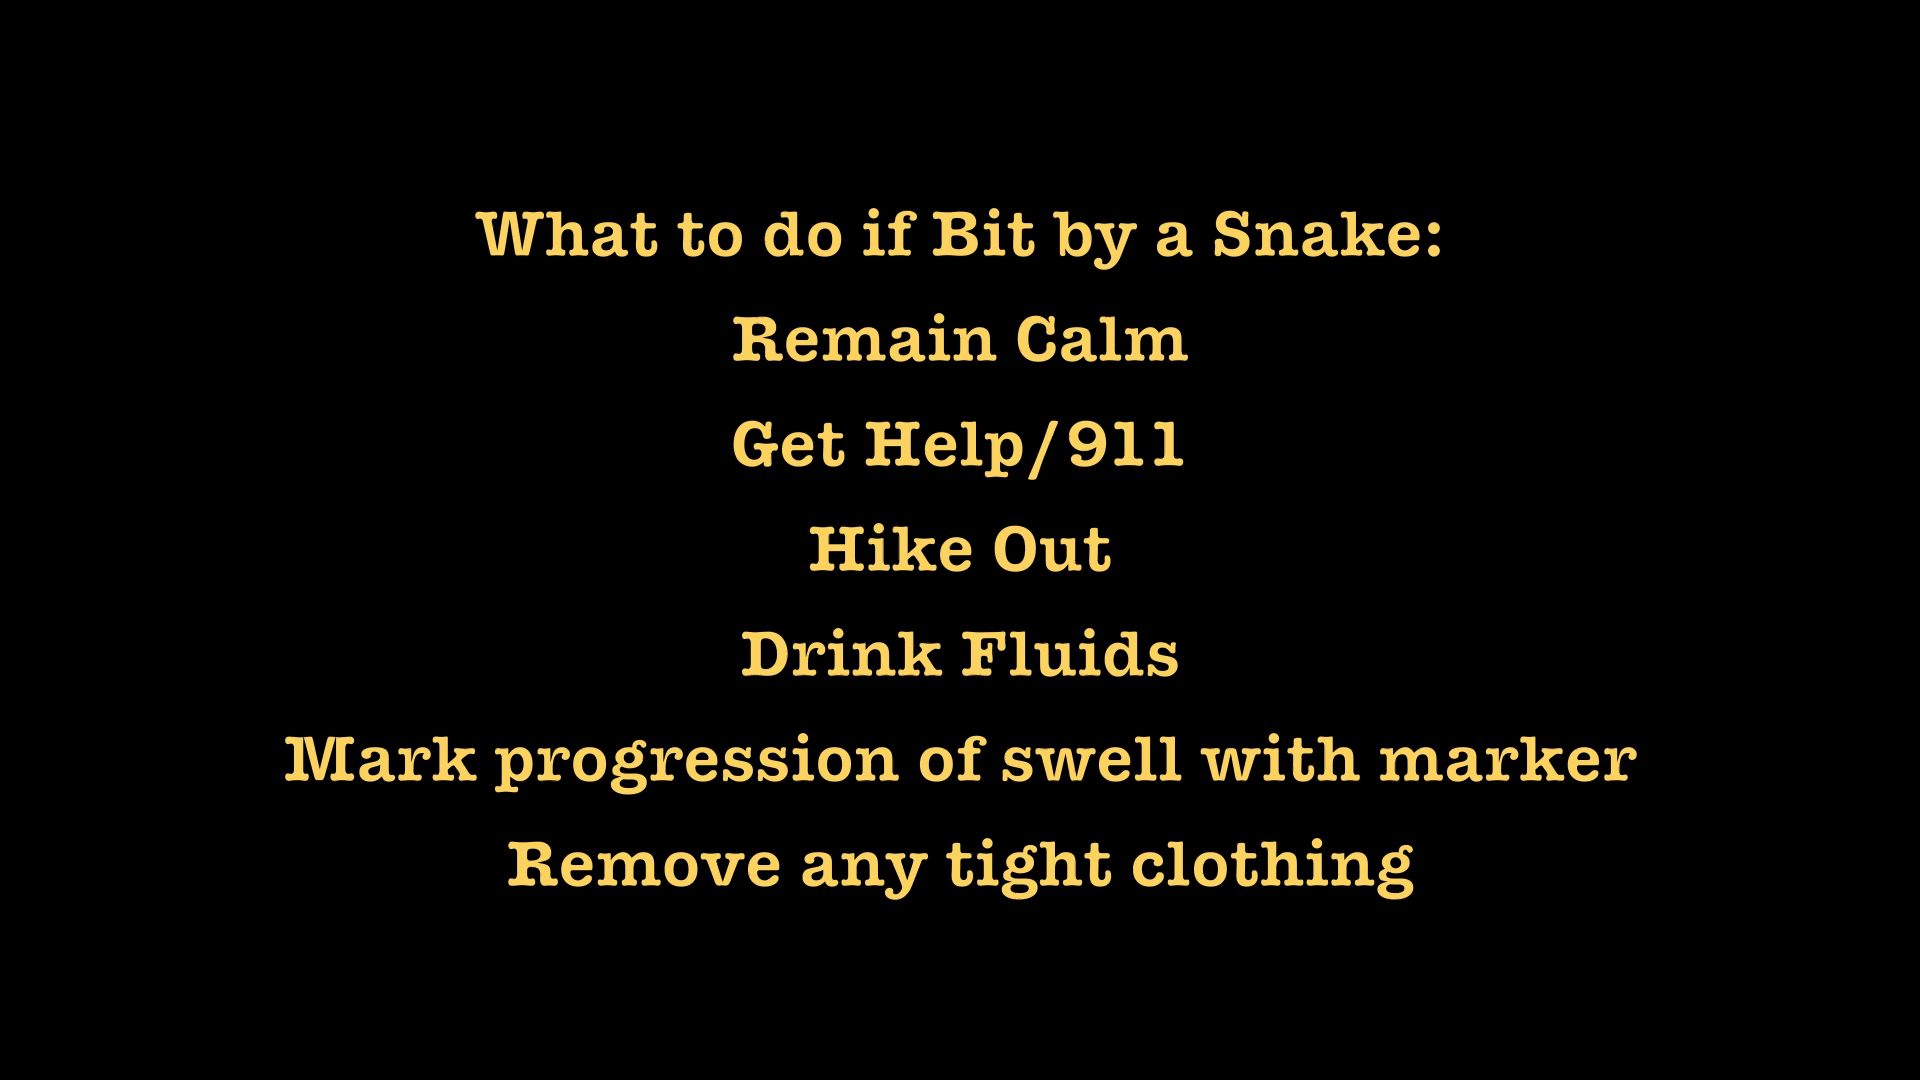 What to do if Bit by a Snake:
Remain Calm
Get Help/911
Hike Out
Drink Fluids
Mark progression of swell with marker
Remove any tight clothing